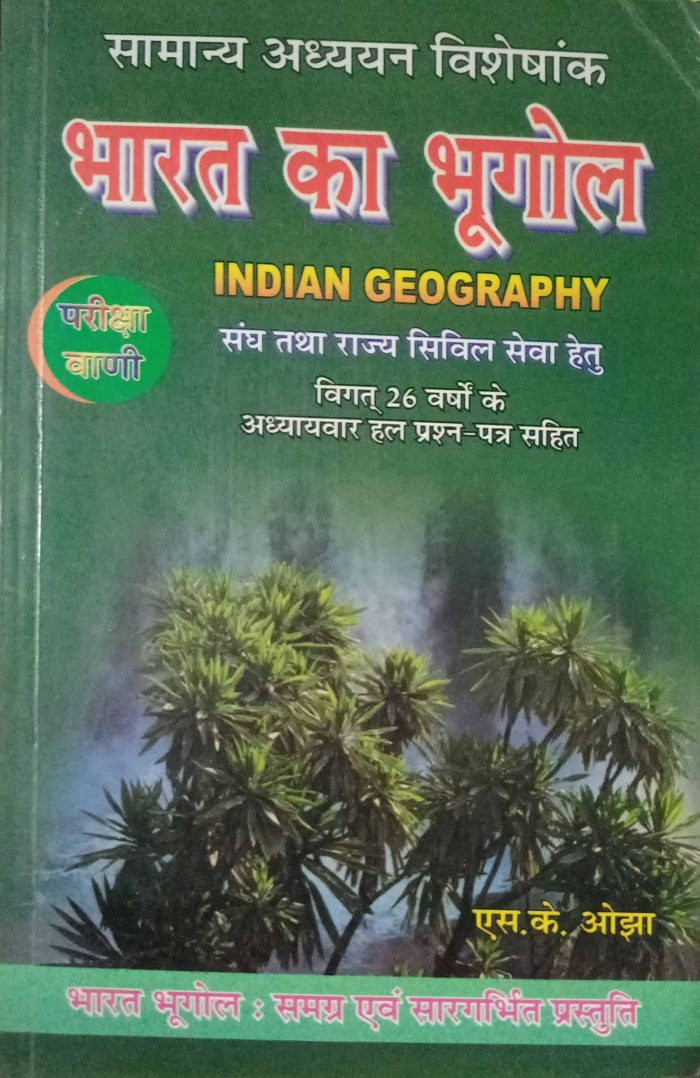 सामान्य अध्ययन विशेषांक
भारत का भूगोल
INDIAN GEOGRAPHY
परीक्षा
वाणी
संघ तथा राज्य सिविल सेवा हेतु
विगत् 26 वर्षों के
अध्यायवार हल प्रश्न-पत्र सहित
एस.के. ओझा
भारत भूगोल : समग्र एवं सारगर्भित प्रस्तुति